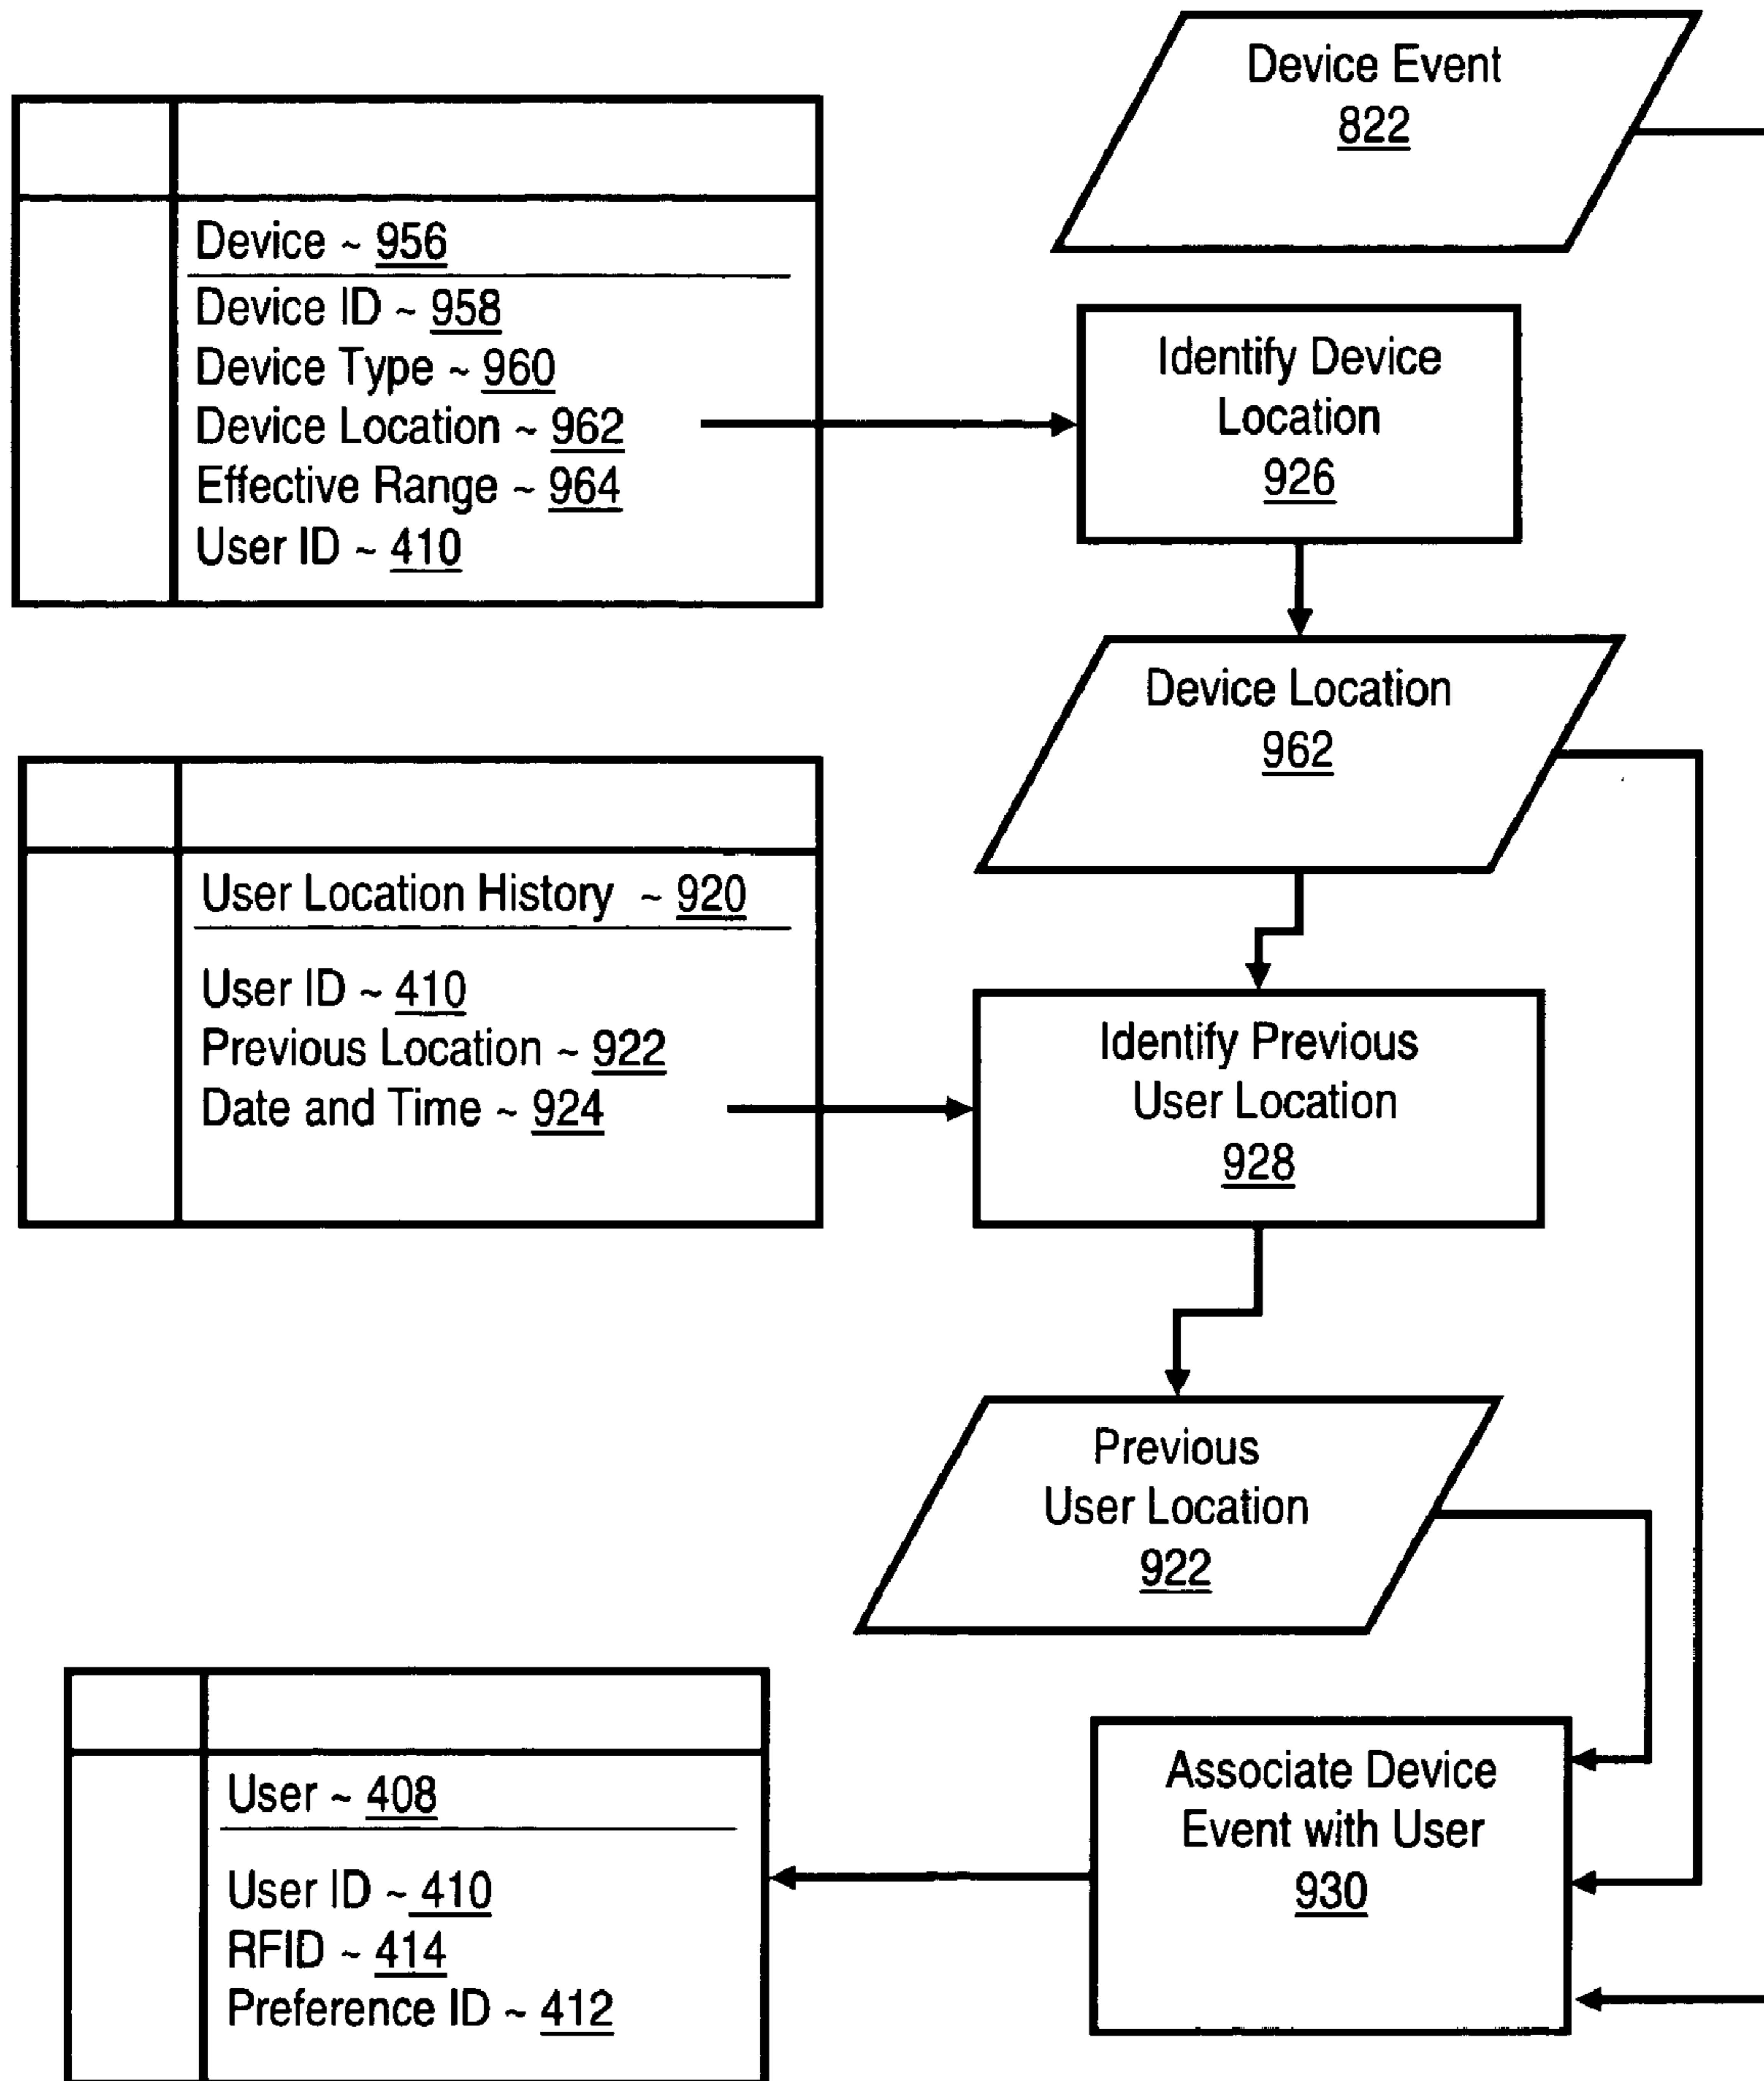 Device Event
822
Device ~ 956
Device ID ~ 958
Device Type ~ 960
Device Location ~ 962
Effective Range ~ 964
User ID ~ 410
Identify Device
Location
926
Device Location
962
User Location History ~ 920
User ID ~ 410
Previous Location ~ 922
Date and Time ~ 924
Identify Previous
User Location
928
Previous
User Location
922
User ~ 408
User ID ~ 410
RFID ~ 414
Preference ID ~ 412
Associate Device
Event with User
930